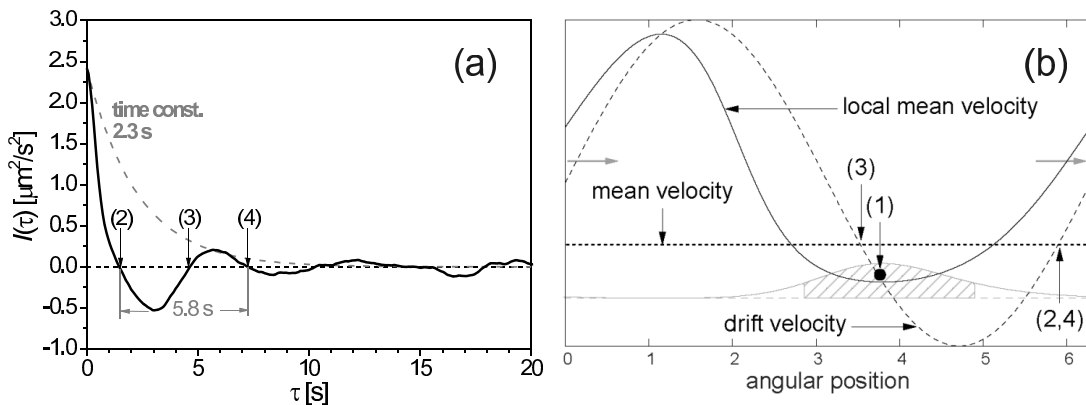 (a)
3.0
2.5
2.0
1.5
1.0
0.5
0.0
-0.5
-1.0
I(τ) [μm²/s²]
time const.
2.3 s
(2)
(3)
(4)
5.8 s
0
5
10
15
20
τ [s]
(b)
local mean velocity
(3)
mean velocity
(1)
drift velocity
(2,4)
0
1
2
3
4
5
6
angular position